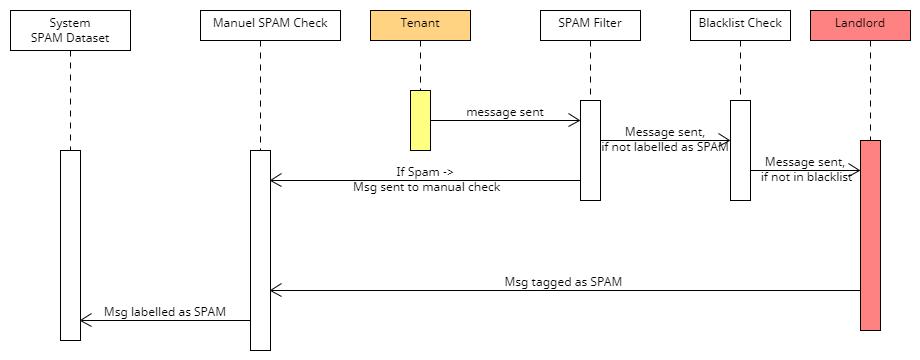 System
SPAM Dataset
Manuel SPAM Check
Tenant
SPAM Filter
Blacklist Check
Landlord
message sent
Message sent,
if not labelled as SPAM
Message sent,
if not in blacklist
If Spam ->
Msg sent to manual check
Msg tagged as SPAM
Msg labelled as SPAM